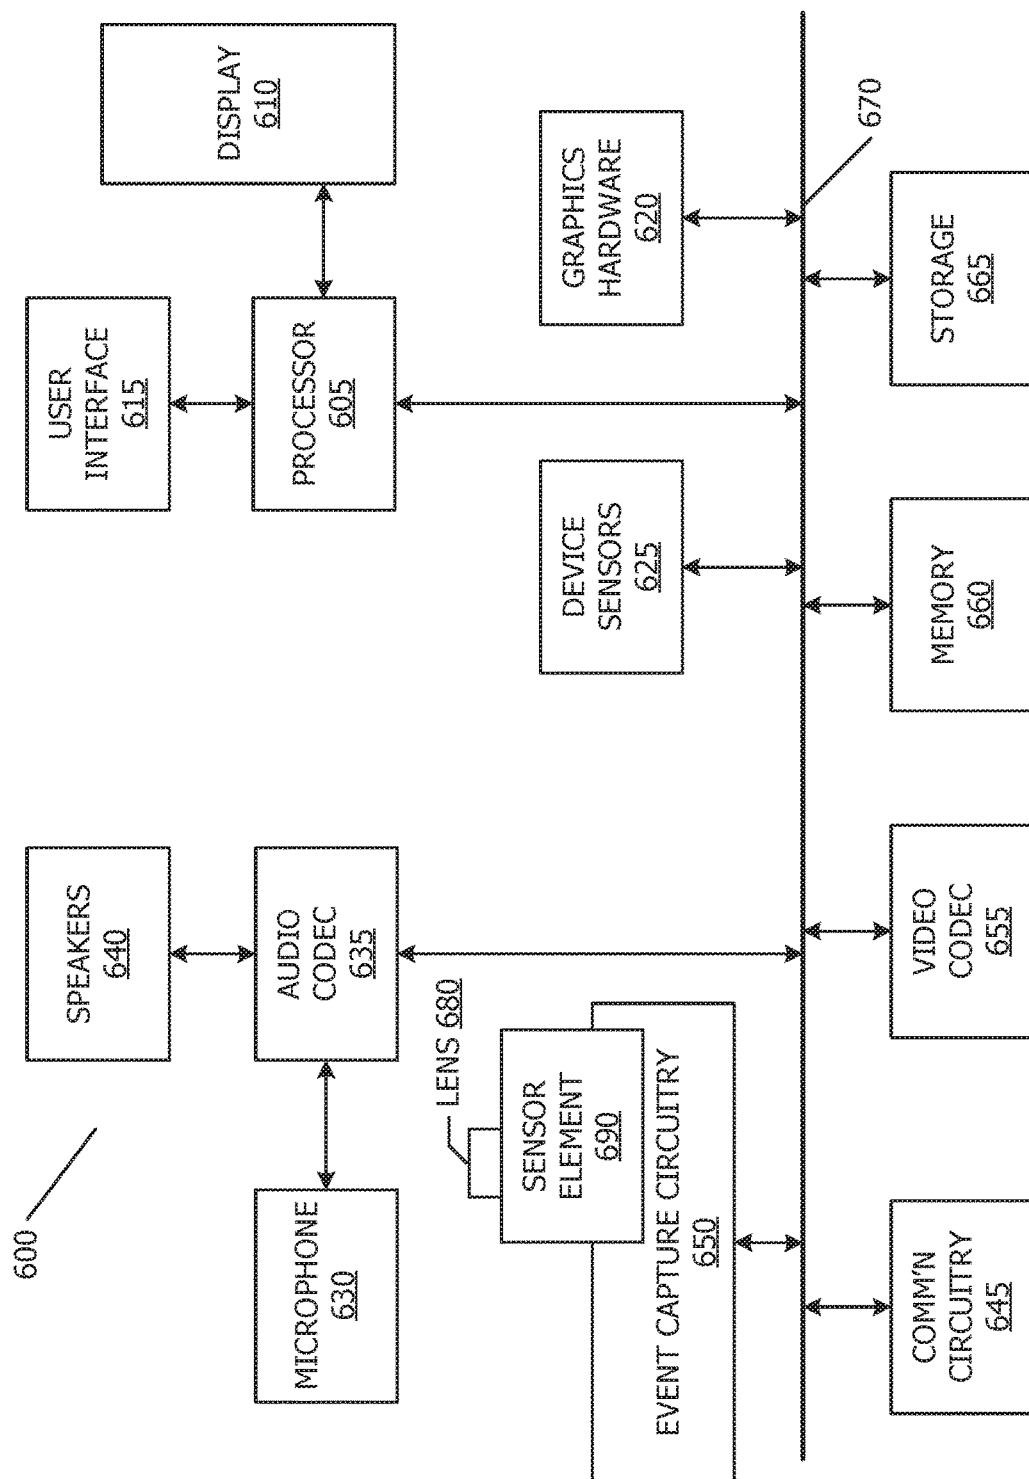 600
SPEAKERS
640
USER
INTERFACE
615
DISPLAY
610
MICROPHONE
630
AUDIO
CODEC
635
PROCESSOR
605
LENS 680
SENSOR
ELEMENT
690
EVENT CAPTURE CIRCUITRY
650
DEVICE
SENSORS
625
GRAPHICS
HARDWARE
620
670
COMM'N
CIRCUITRY
645
VIDEO
CODEC
655
MEMORY
660
STORAGE
665